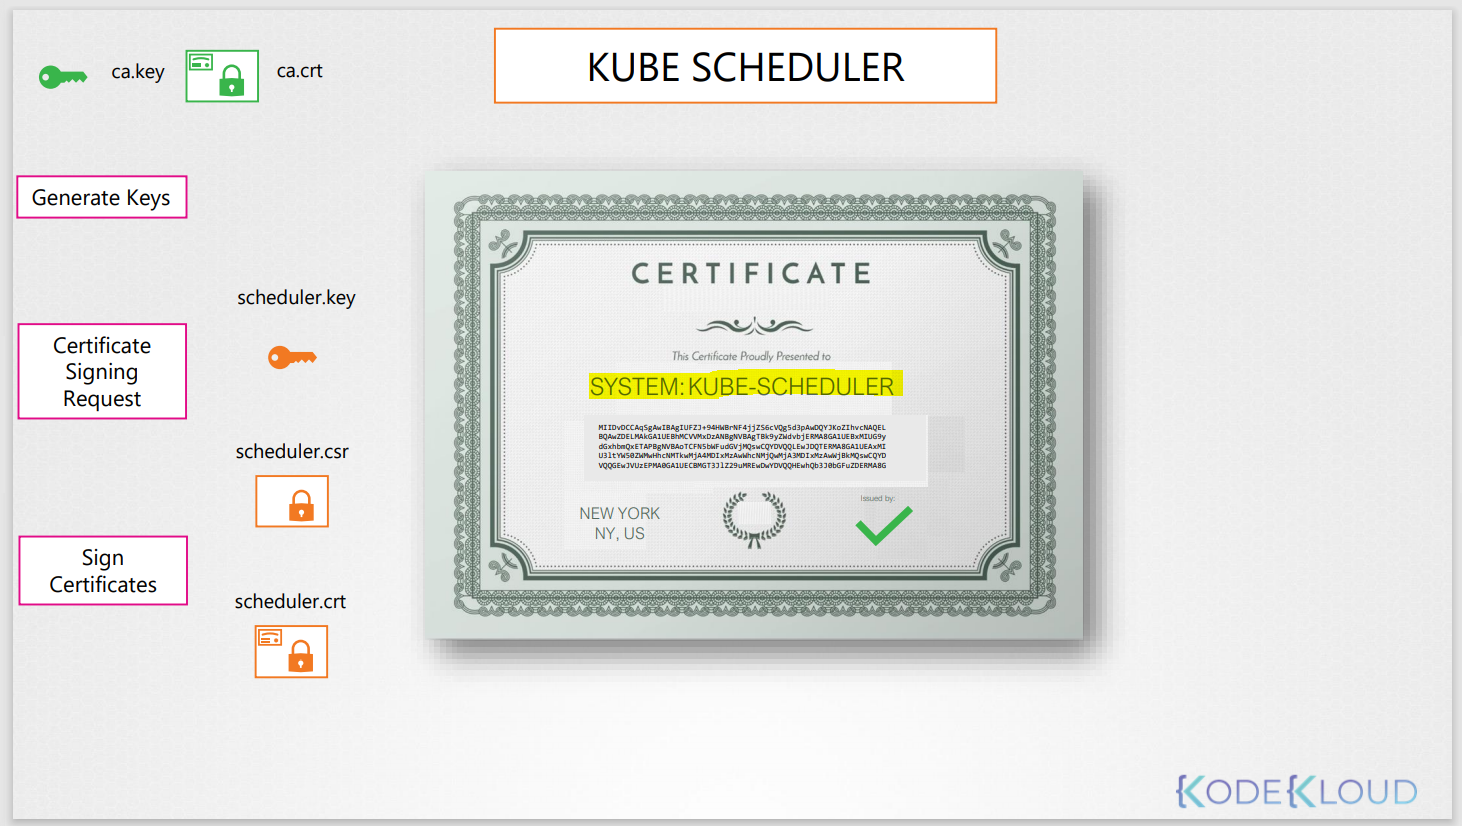 ca.key
ca.crt
KUBE SCHEDULER
Generate Keys
scheduler.key
Certificate
Signing
Request
scheduler.csr
Sign
Certificates
scheduler.crt
CERTIFICATE
This Certificate Proudly Presented to
SYSTEM:KUBE-SCHEDULER
MIIDvDCCAqSgAwIBAgIUFZJ+94HWBrNF4jjZS6cVQg5d3pAwDQYJKoZIhvcNAQEL
BQAwZDELMAkGA1UEBhMCVVMxDzANBgNVBAgTBk9yZWdvbjERMA8GA1UEBxMIUG9y
dGxhbmQxETAPBgNVBAoTCFN5bWFudGVjMQswCQYDVQQLEwJDQTERMA8GA1UEAxMI
U3ltYW50ZWMwHhcNMTkwMjA4MDIxMzAwWhcNMjQwMjA3MDIxMzAwWjBkMQswCQYD
VQQGEwJVUzEPMA0GA1UECBMGT3JlZ29uMREwDwYDVQQHEwhQb3J0bGFuZDERMA8G
NEW YORK
NY, US
Issued by:
KODEKLOUD